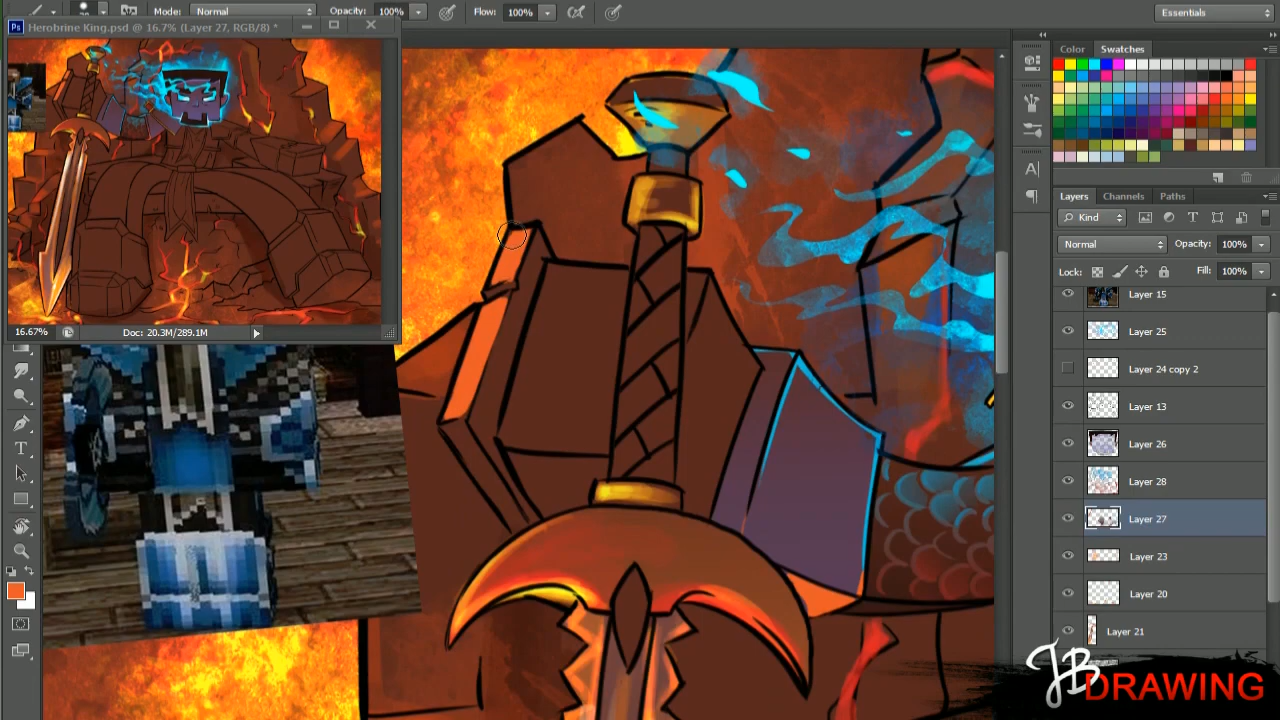 Mode: Normal Opacity: 100% Flow: 100% Essentials
Herobrine King.psd @ 16.7% (Layer 27, RGB/8) *
16.67% Doc: 20.3M/289.1M
Color Swatches
Layers Channels Paths
Kind
Normal Opacity: 100%
Lock: Fill: 100%
Layer 15
Layer 25
Layer 24 copy 2
Layer 13
Layer 26
Layer 28
Layer 27
Layer 23
Layer 20
Layer 21
JB DRAWING